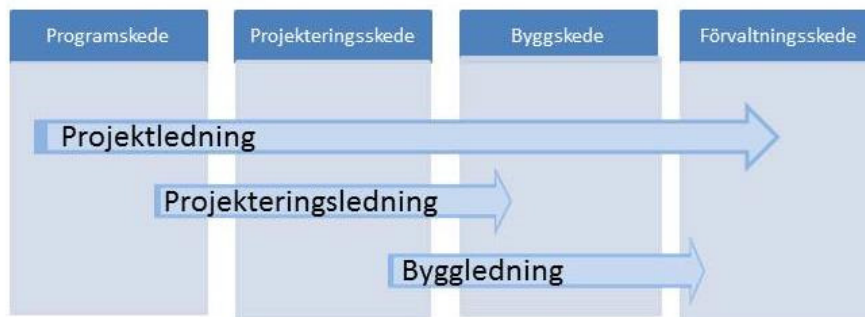 Programskede
Projekteringsskede
Byggskede
Förvaltningsskede
Projektledning
Projekteringsledning
Byggledning